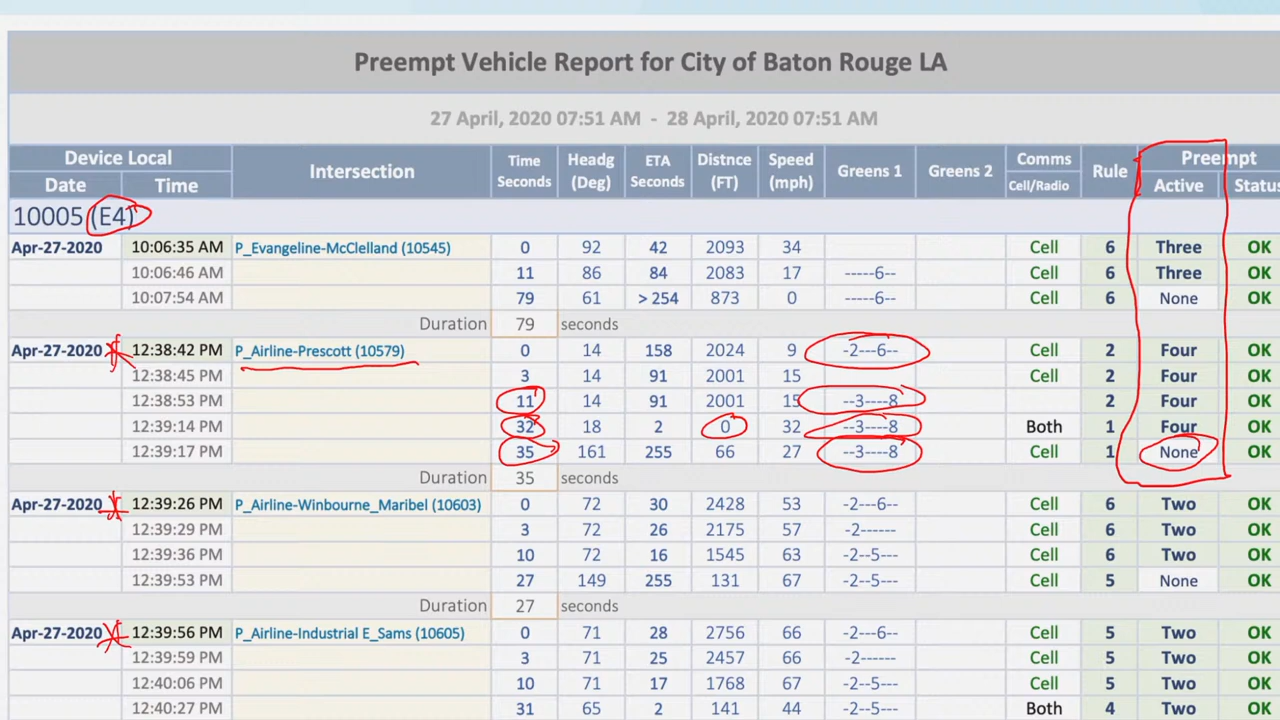 Preempt Vehicle Report for City of Baton Rouge LA
27 April, 2020 07:51 AM - 28 April, 2020 07:51 AM
Device Local Intersection Time Seconds Headg (Deg) ETA Seconds Distnce (FT) Speed (mph) Greens 1 Greens 2 Comms Cell/Radio Rule Preempt
Date Time Active Status
10005 (E4)
Apr-27-2020 10:06:35 AM P_Evangeline-McClelland (10545) 0 92 42 2093 34 Cell 6 Three OK
10:06:46 AM 11 86 84 2083 17 -----6-- Cell 6 Three OK
10:07:54 AM 79 61 > 254 873 0 -----6-- Cell 6 None OK
Duration 79 seconds
Apr-27-2020 12:38:42 PM P_Airline-Prescott (10579) 0 14 158 2024 9 -2---6-- Cell 2 Four OK
12:38:45 PM 3 14 91 2001 15 Cell 2 Four OK
12:38:53 PM 11 14 91 2001 15 --3----8 2 Four OK
12:39:14 PM 32 18 2 0 32 --3----8 Both 1 Four OK
12:39:17 PM 35 161 255 66 27 --3----8 Cell 1 None OK
Duration 35 seconds
Apr-27-2020 12:39:26 PM P_Airline-Winbourne_Maribel (10603) 0 72 30 2428 53 -2---6-- Cell 6 Two OK
12:39:29 PM 3 72 26 2175 57 -2------ Cell 6 Two OK
12:39:36 PM 10 72 16 1545 63 -2--5--- Cell 6 Two OK
12:39:53 PM 27 149 255 131 67 -2--5--- Cell 5 None OK
Duration 27 seconds
Apr-27-2020 12:39:56 PM P_Airline-Industrial E_Sams (10605) 0 71 28 2756 66 -2---6-- Cell 5 Two OK
12:39:59 PM 3 71 25 2457 66 -2------ Cell 5 Two OK
12:40:06 PM 10 71 17 1768 67 -2--5--- Cell 5 Two OK
12:40:27 PM 31 65 2 141 44 -2--5--- Both 4 Two OK